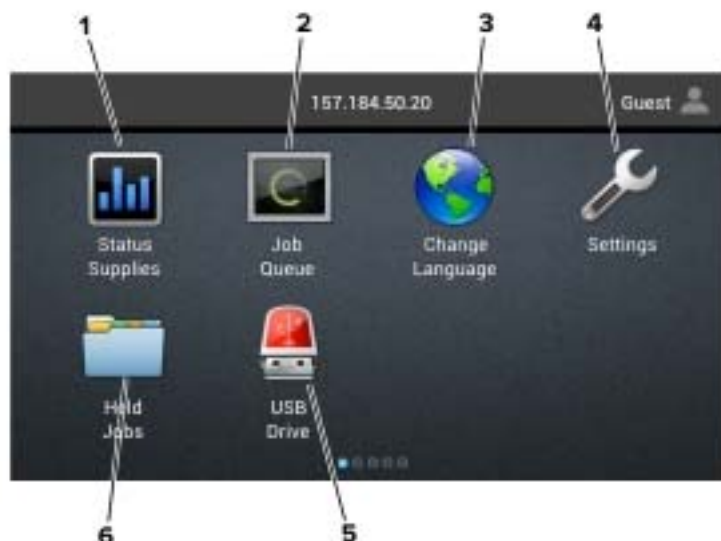 1 2 3 4
157.184.50.20 Guest
Status Supplies
Job Queue
Change Language
Settings
Hold Jobs
USB Drive
6 5